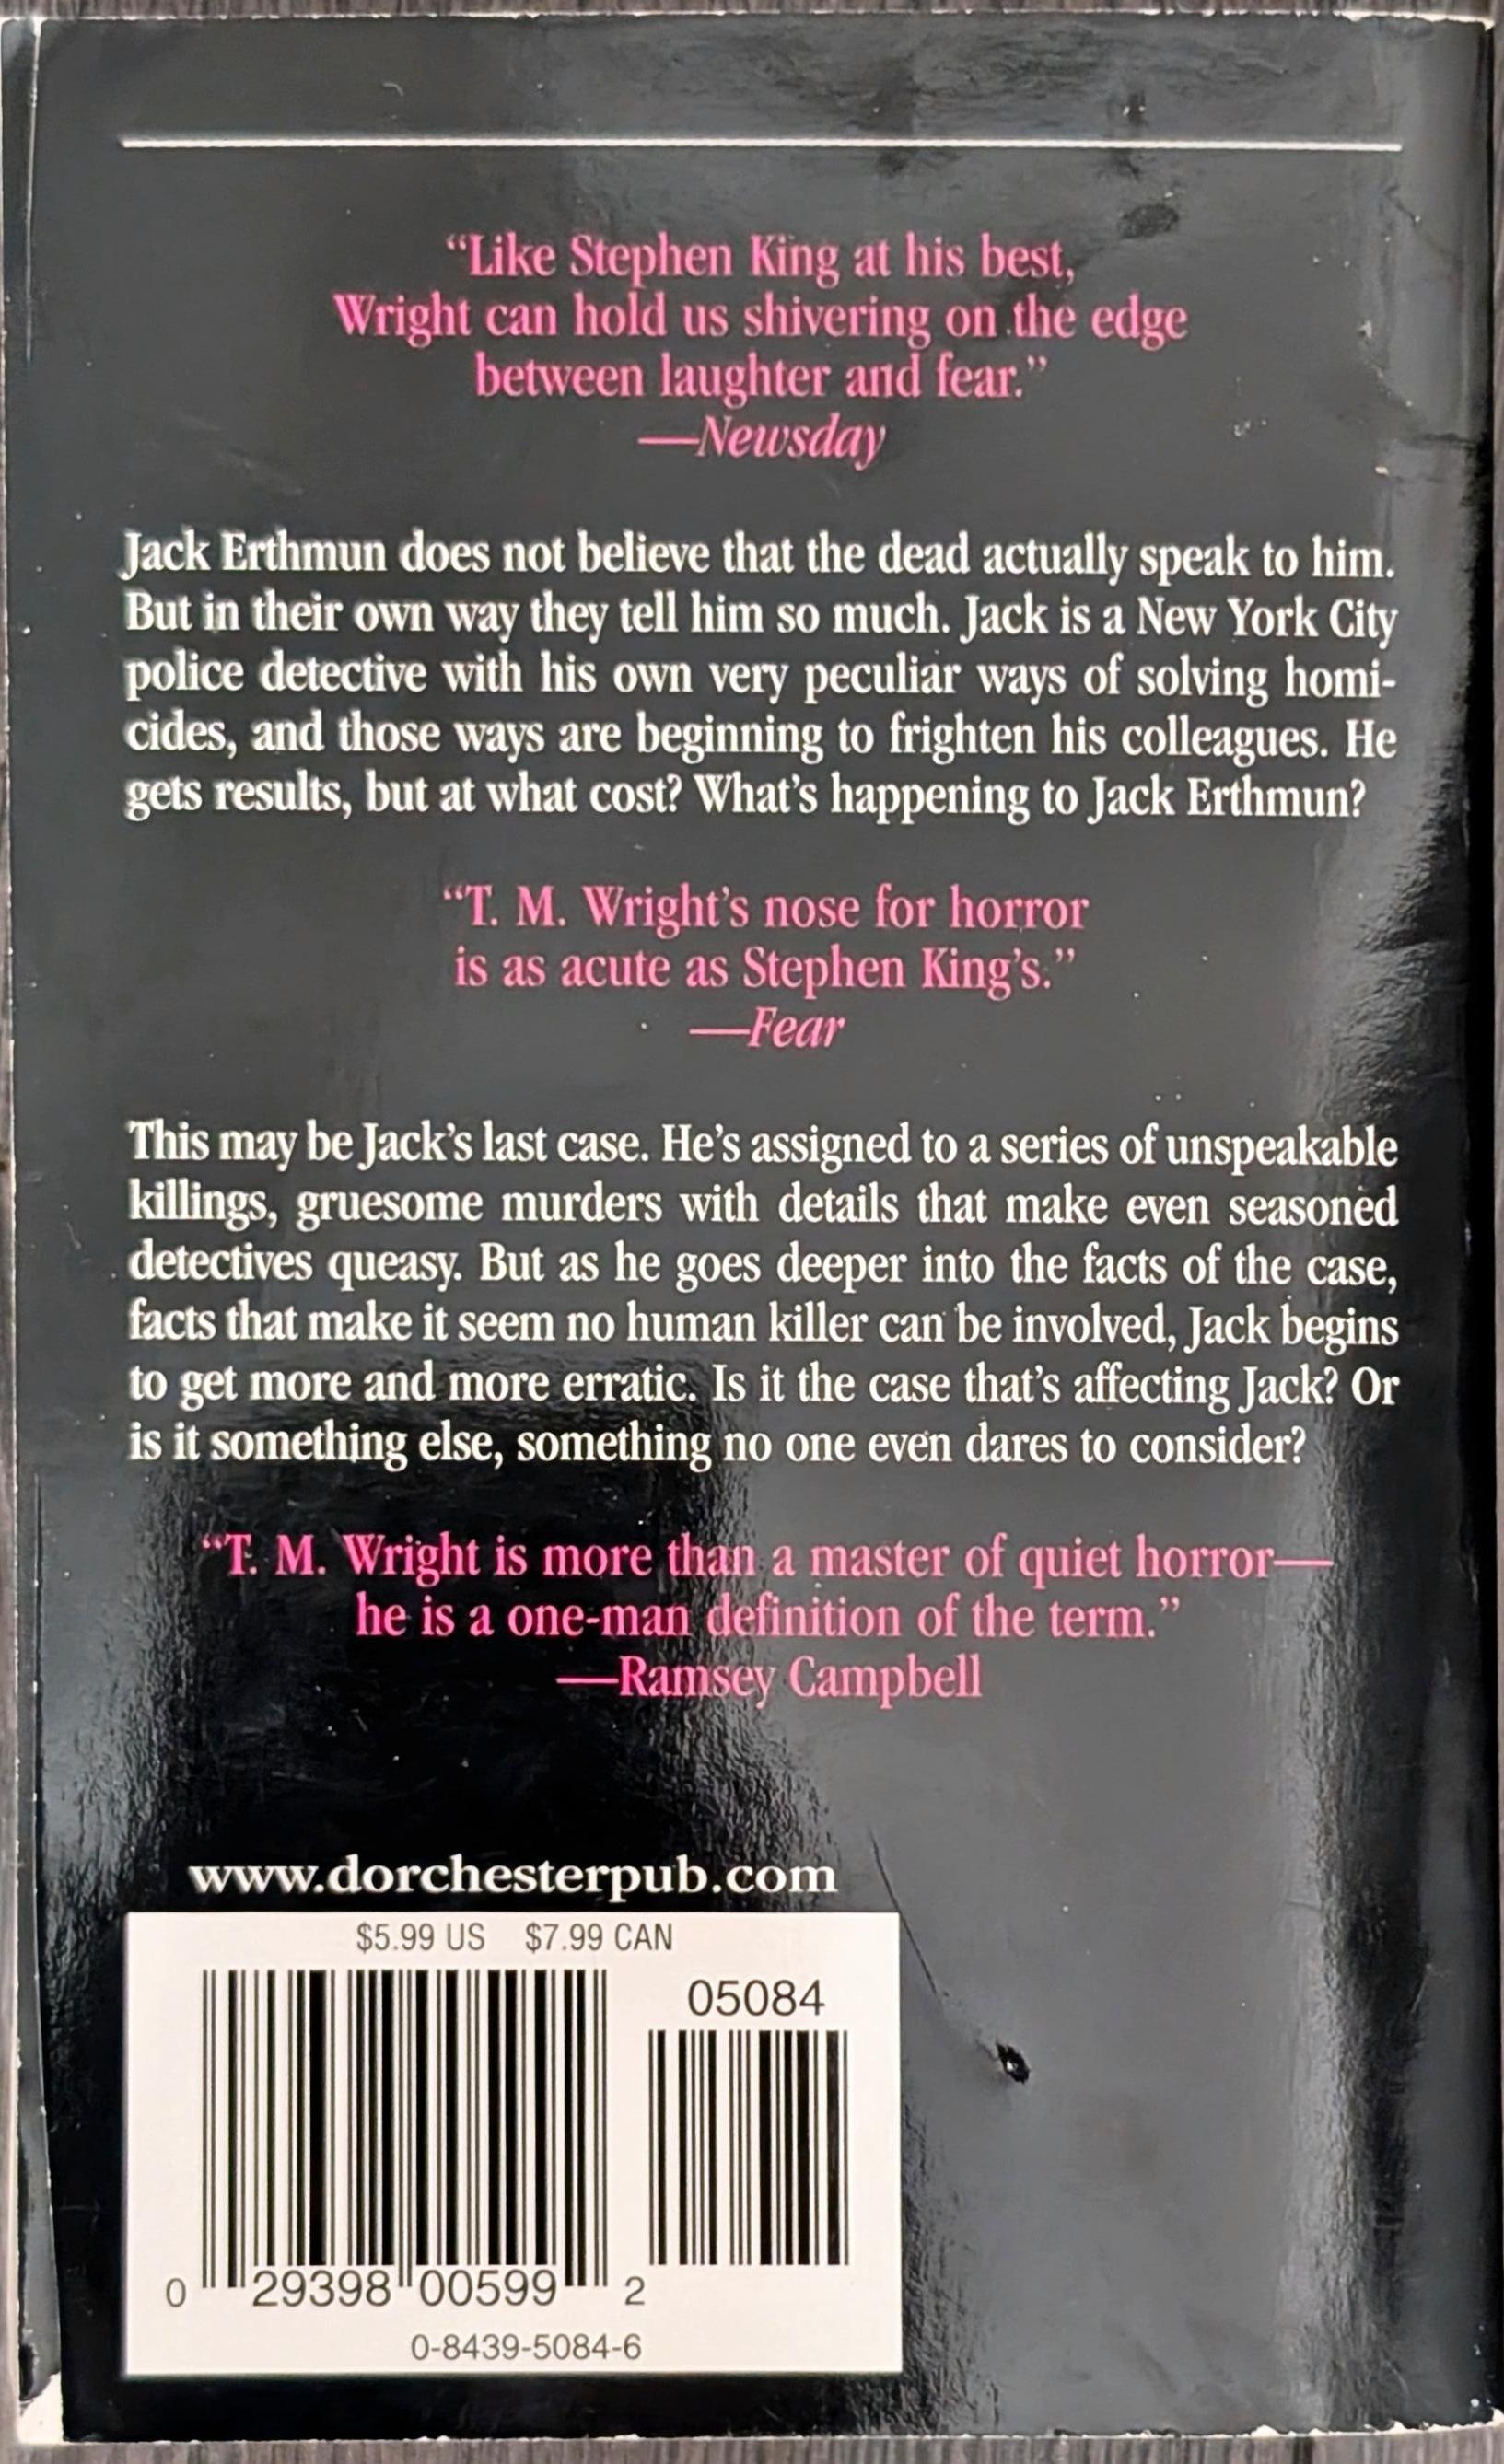 “Like Stephen King at his best,
Wright can hold us shivering on the edge
between laughter and fear.”
—Newsday
Jack Erthmun does not believe that the dead actually speak to him.
But in their own way they tell him so much. Jack is a New York City
police detective with his own very peculiar ways of solving homi-
cides, and those ways are beginning to frighten his colleagues. He
gets results, but at what cost? What’s happening to Jack Erthmun?
“T. M. Wright’s nose for horror
is as acute as Stephen King’s.”
—Fear
This may be Jack’s last case. He’s assigned to a series of unspeakable
killings, gruesome murders with details that make even seasoned
detectives queasy. But as he goes deeper into the facts of the case,
facts that make it seem no human killer can be involved, Jack begins
to get more and more erratic. Is it the case that’s affecting Jack? Or
is it something else, something no one even dares to consider?
“T. M. Wright is more than a master of quiet horror—
he is a one-man definition of the term.”
—Ramsey Campbell
www.dorchesterpub.com
$5.99 US $7.99 CAN
05084
0 29398 00599 2
0-8439-5084-6